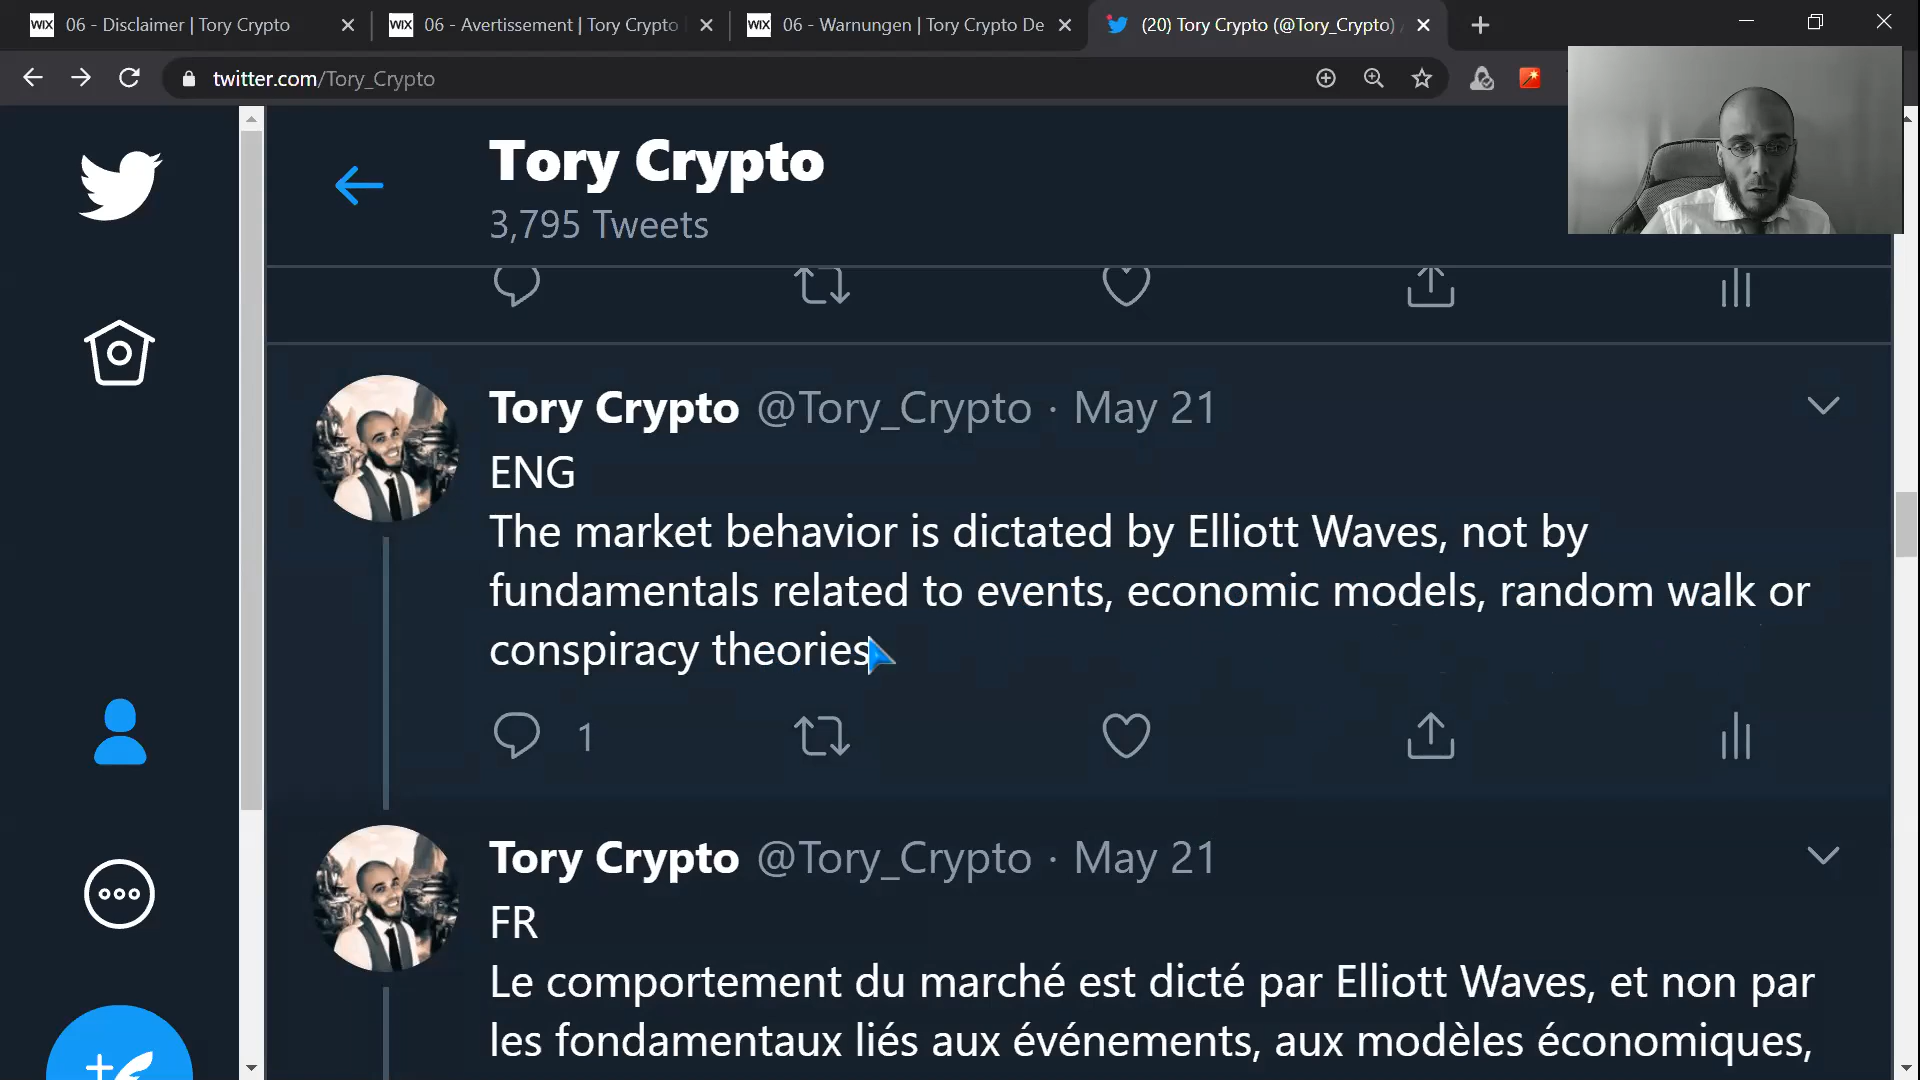 WIX 06 - Disclaimer | Tory Crypto
WIX 06 - Avertissement | Tory Crypto
WIX 06 - Warnungen | Tory Crypto De
(20) Tory Crypto (@Tory_Crypto)
twitter.com/Tory_Crypto
Tory Crypto
3,795 Tweets
Tory Crypto @Tory_Crypto · May 21
ENG
The market behavior is dictated by Elliott Waves, not by
fundamentals related to events, economic models, random walk or
conspiracy theories
1
Tory Crypto @Tory_Crypto · May 21
FR
Le comportement du marché est dicté par Elliott Waves, et non par
les fondamentaux liés aux événements, aux modèles économiques,